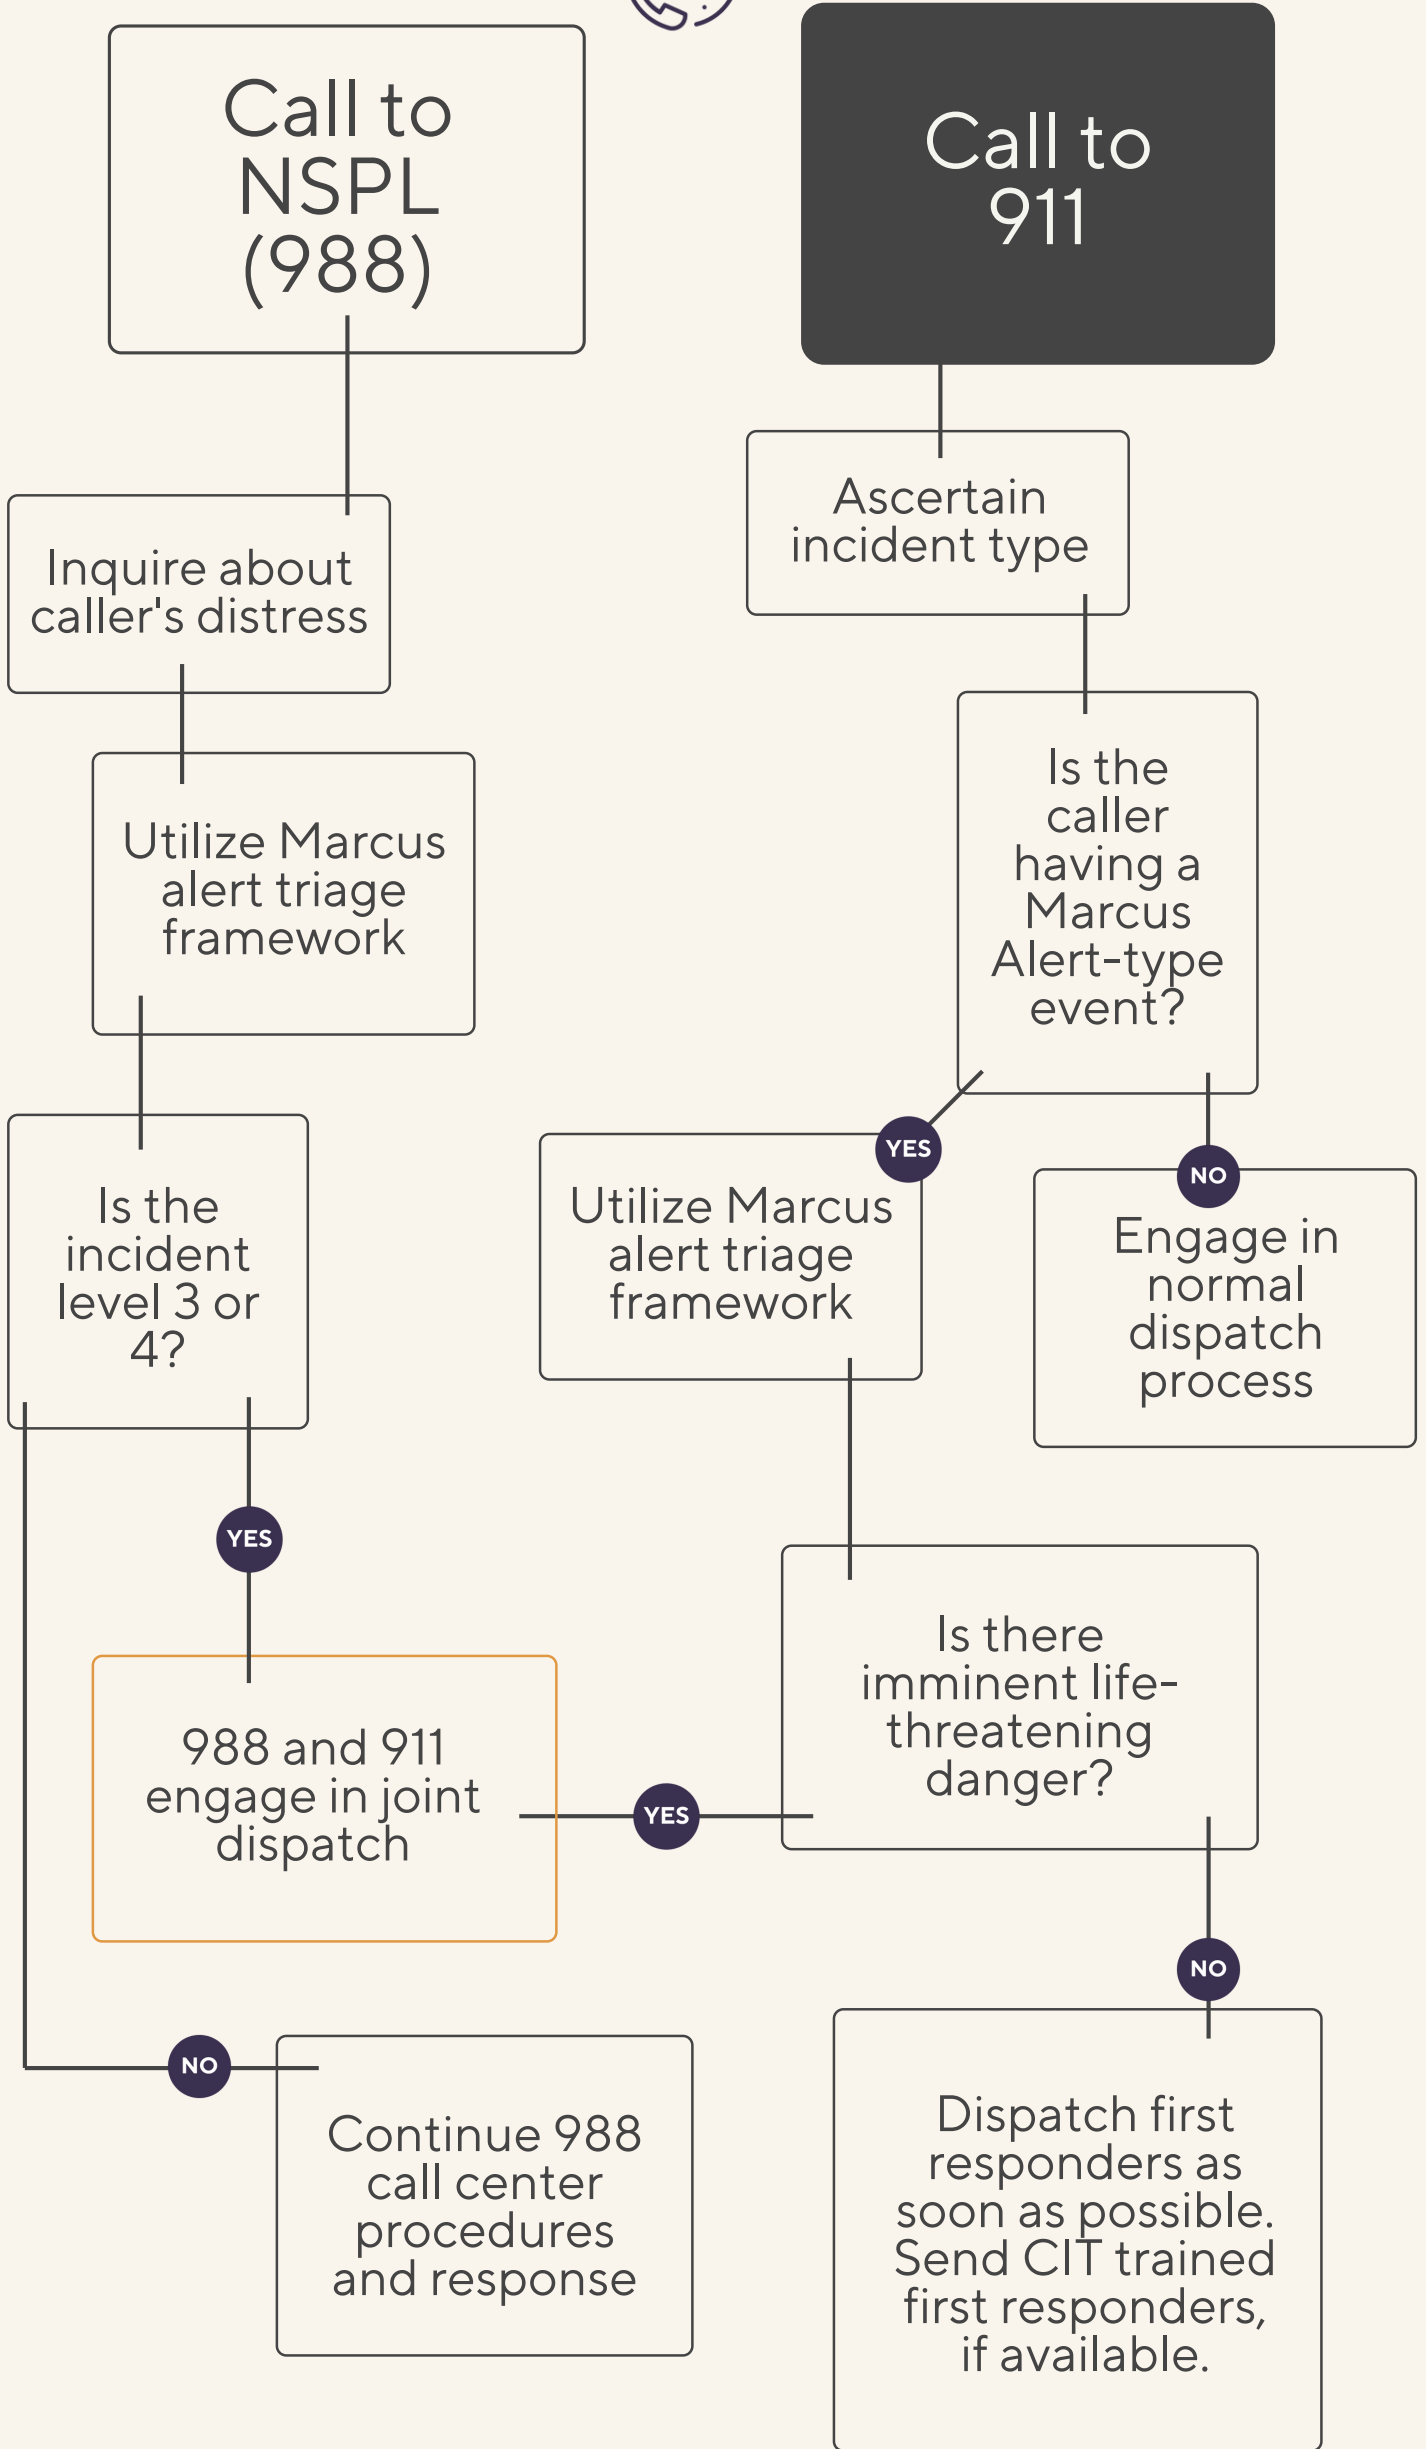 Call to
NSPL
(988)
Call to
911
Inquire about
caller's distress
Ascertain
incident type
Utilize Marcus
alert triage
framework
Is the
caller
having a
Marcus
Alert-type
event?
Is the
incident
level 3 or
4?
YES
NO
Utilize Marcus
alert triage
framework
Engage in
normal
dispatch
process
YES
988 and 911
engage in joint
dispatch
YES
Is there
imminent life-
threatening
danger?
NO
NO
Continue 988
call center
procedures
and response
Dispatch first
responders as
soon as possible.
Send CIT trained
first responders,
if available.